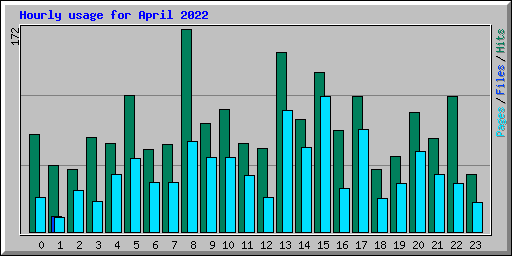 Hourly usage for April 2022
172
Pages/Files/Hits
0 1 2 3 4 5 6 7 8 9 10 11 12 13 14 15 16 17 18 19 20 21 22 23